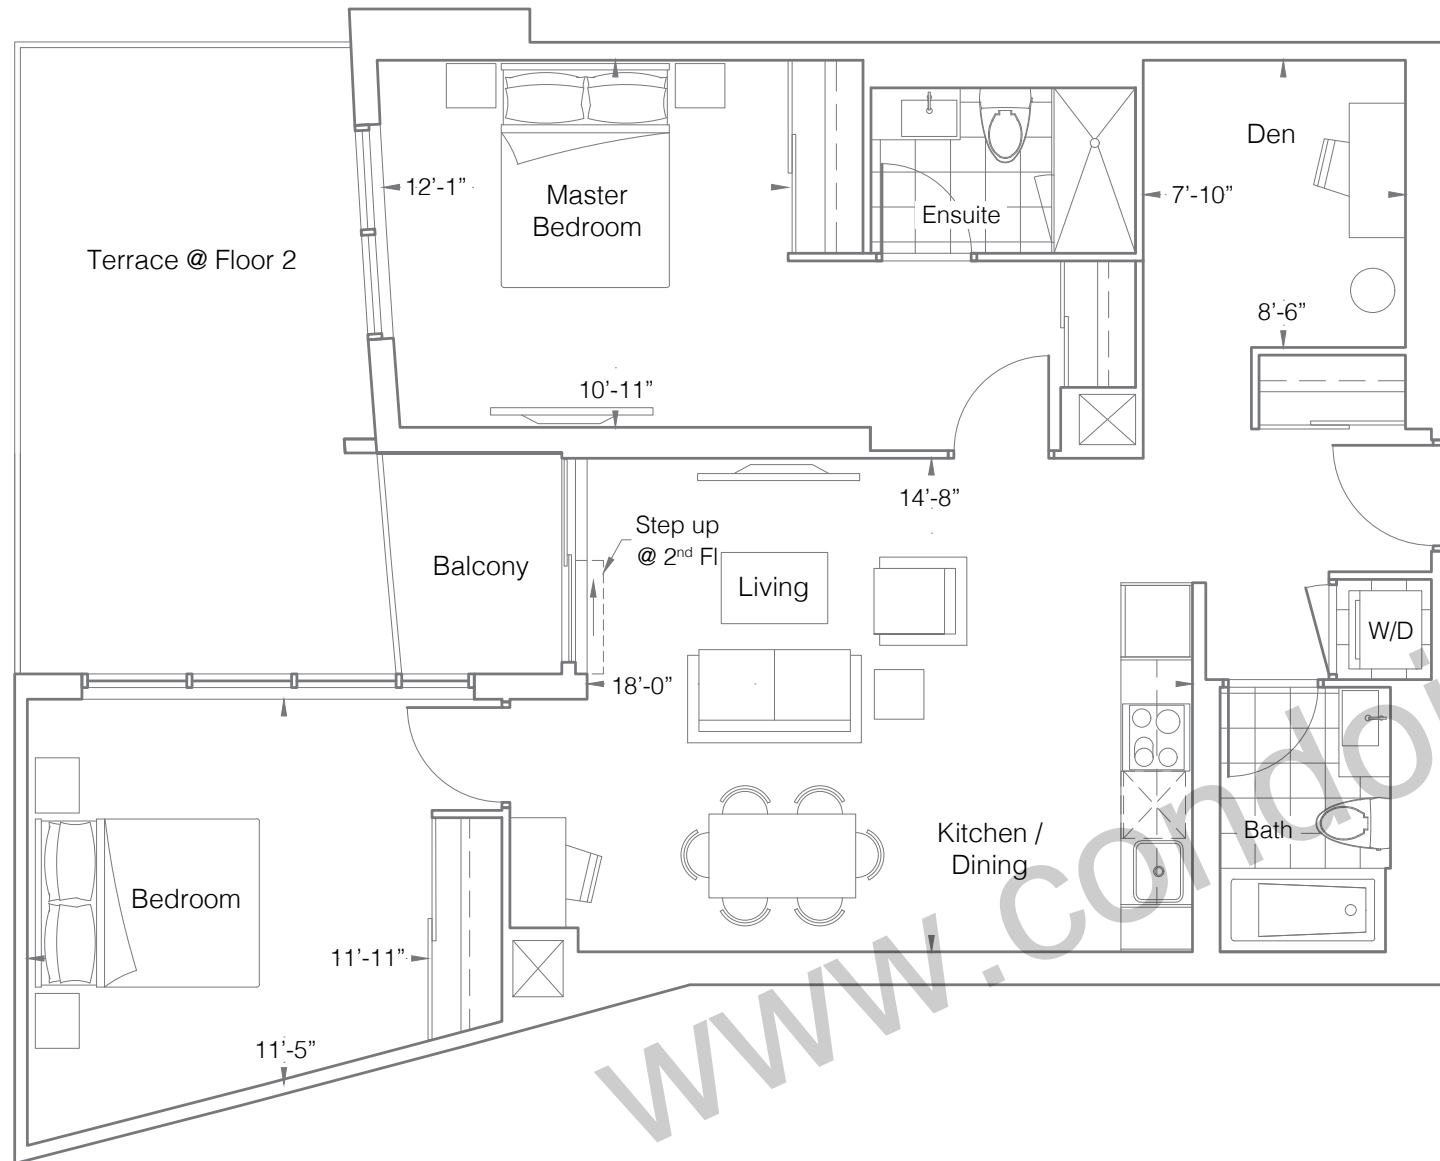 Den
12'-1"
Master
Bedroom
7'-10"
Ensuite
Terrace @ Floor 2
8'-6"
10'-11"
14'-8"
Step up
@ 2nd Fl
Balcony
Living
W/D
18'-0"
Kitchen /
Dining
Bath
Bedroom
11'-11"
11'-5"
www.condoi